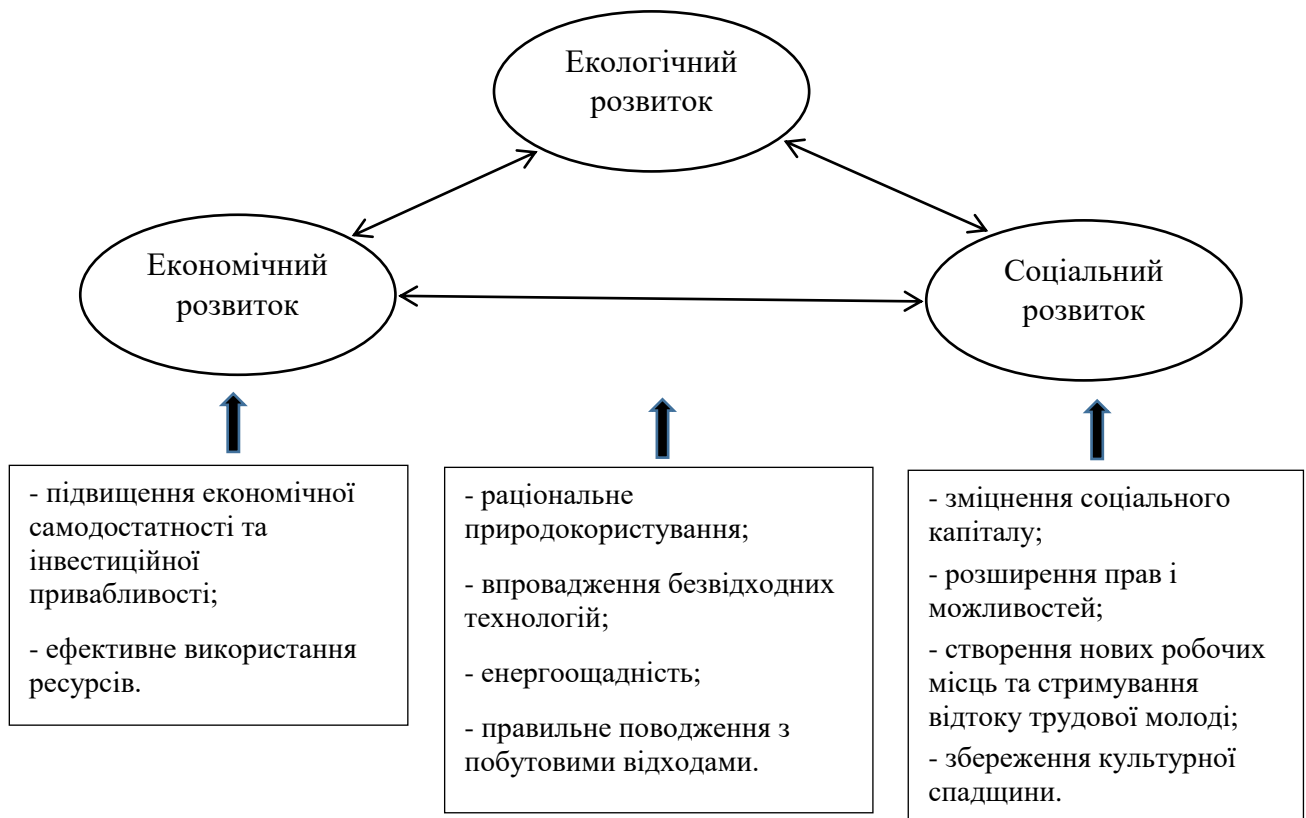 Екологічний
розвиток
Економічний
розвиток
Соціальний
розвиток
- підвищення економічної
самодостатності та
інвестиційної
привабливості;
- ефективне використання
ресурсів.
- раціональне
природокористування;
- впровадження безвідходних
технологій;
- енергоощадність;
- правильне поводження з
побутовими відходами.
- зміцнення соціального
капіталу;
- розширення прав і
можливостей;
- створення нових робочих
місць та стримування
відтоку трудової молоді;
- збереження культурної
спадщини.